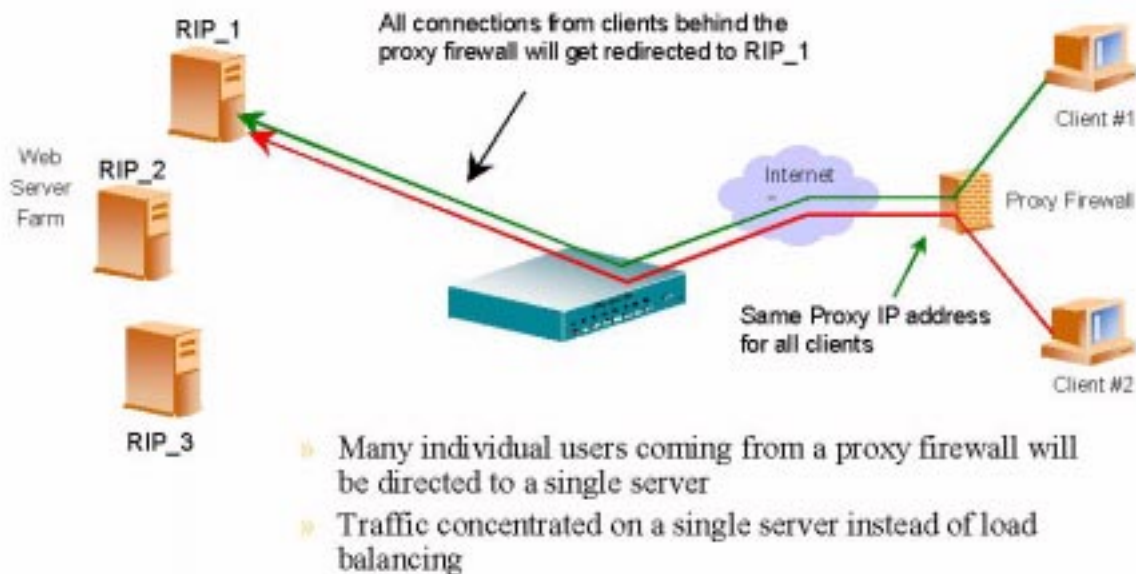 RIP_1
All connections from clients behind the
proxy firewall will get redirected to RIP_1
Client #1
Web
Server
Farm
RIP_2
Internet
Proxy Firewall
Same Proxy IP address
for all clients
RIP_3
Client #2
» Many individual users coming from a proxy firewall will
be directed to a single server
» Traffic concentrated on a single server instead of load
balancing